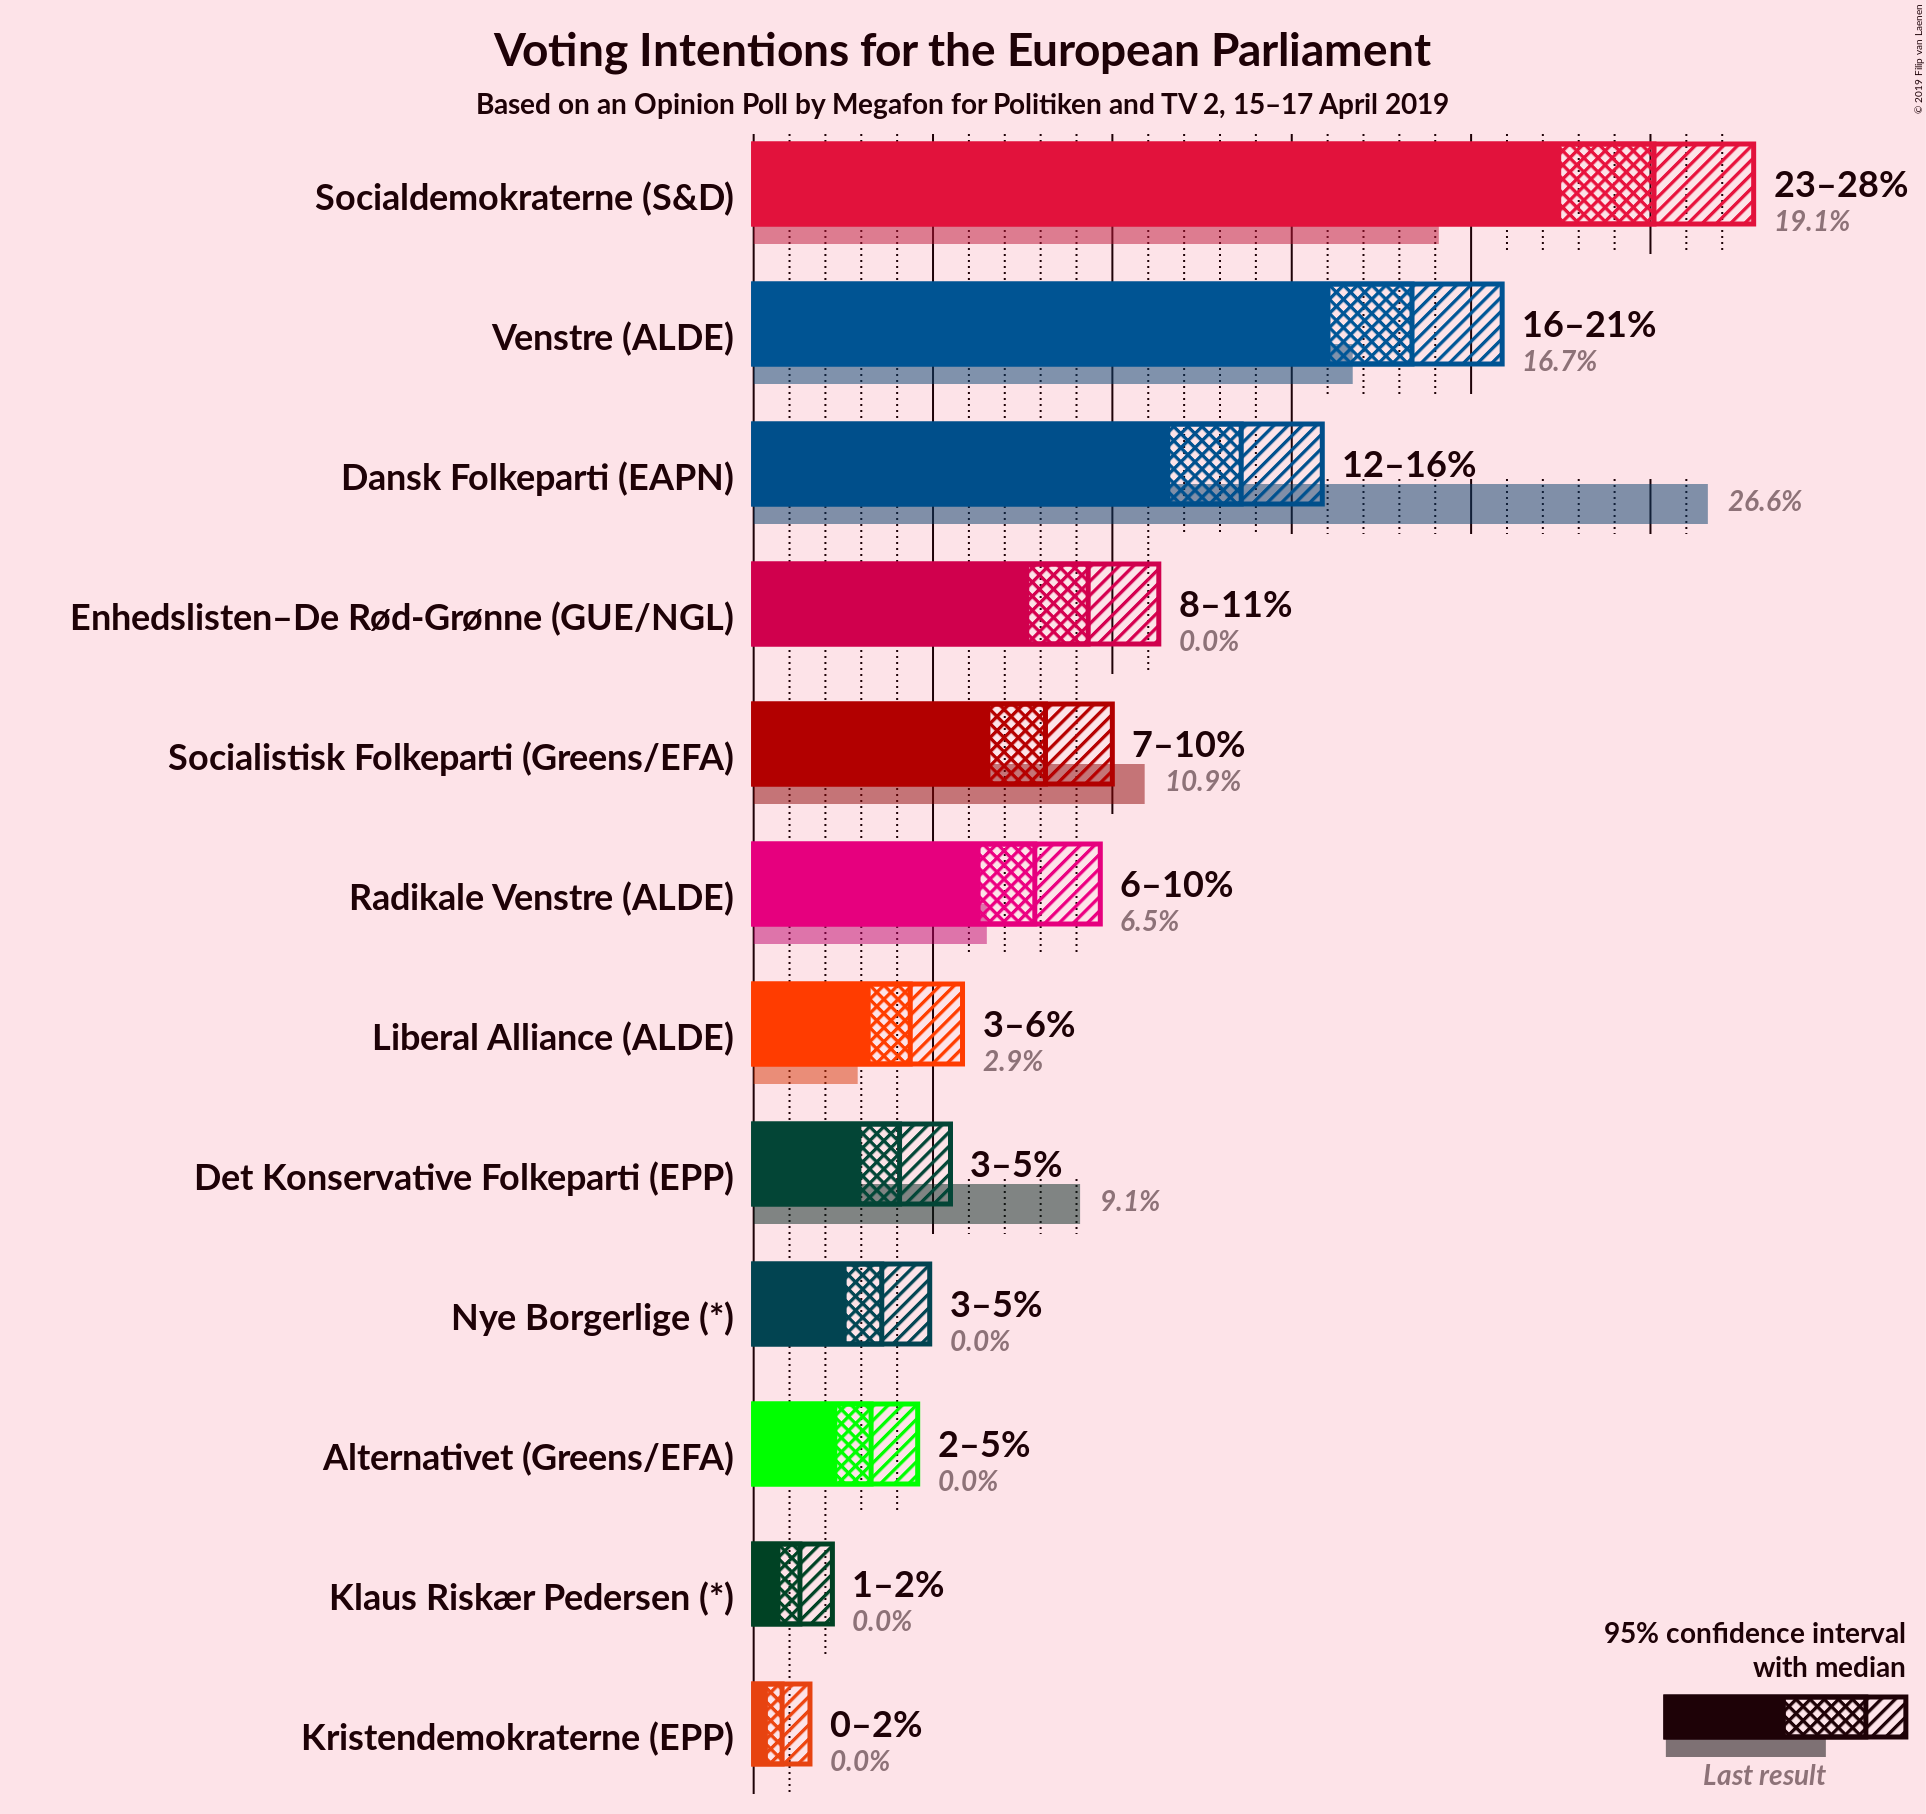 Voting Intentions for the European Parliament
Based on an Opinion Poll by Megafon for Politiken and TV 2, 15–17 April 2019
© 2019 Filip van Laenen
Socialdemokraterne (S&D)
23–28%
19.1%
Venstre (ALDE)
16–21%
16.7%
Dansk Folkeparti (EAPN)
12–16%
26.6%
Enhedslisten–De Rød-Grønne (GUE/NGL)
8–11%
0.0%
Socialistisk Folkeparti (Greens/EFA)
7–10%
10.9%
Radikale Venstre (ALDE)
6–10%
6.5%
Liberal Alliance (ALDE)
3–6%
2.9%
Det Konservative Folkeparti (EPP)
3–5%
9.1%
Nye Borgerlige (*)
3–5%
0.0%
Alternativet (Greens/EFA)
2–5%
0.0%
Klaus Riskær Pedersen (*)
1–2%
0.0%
Kristendemokraterne (EPP)
0–2%
0.0%
95% confidence interval
with median
Last result